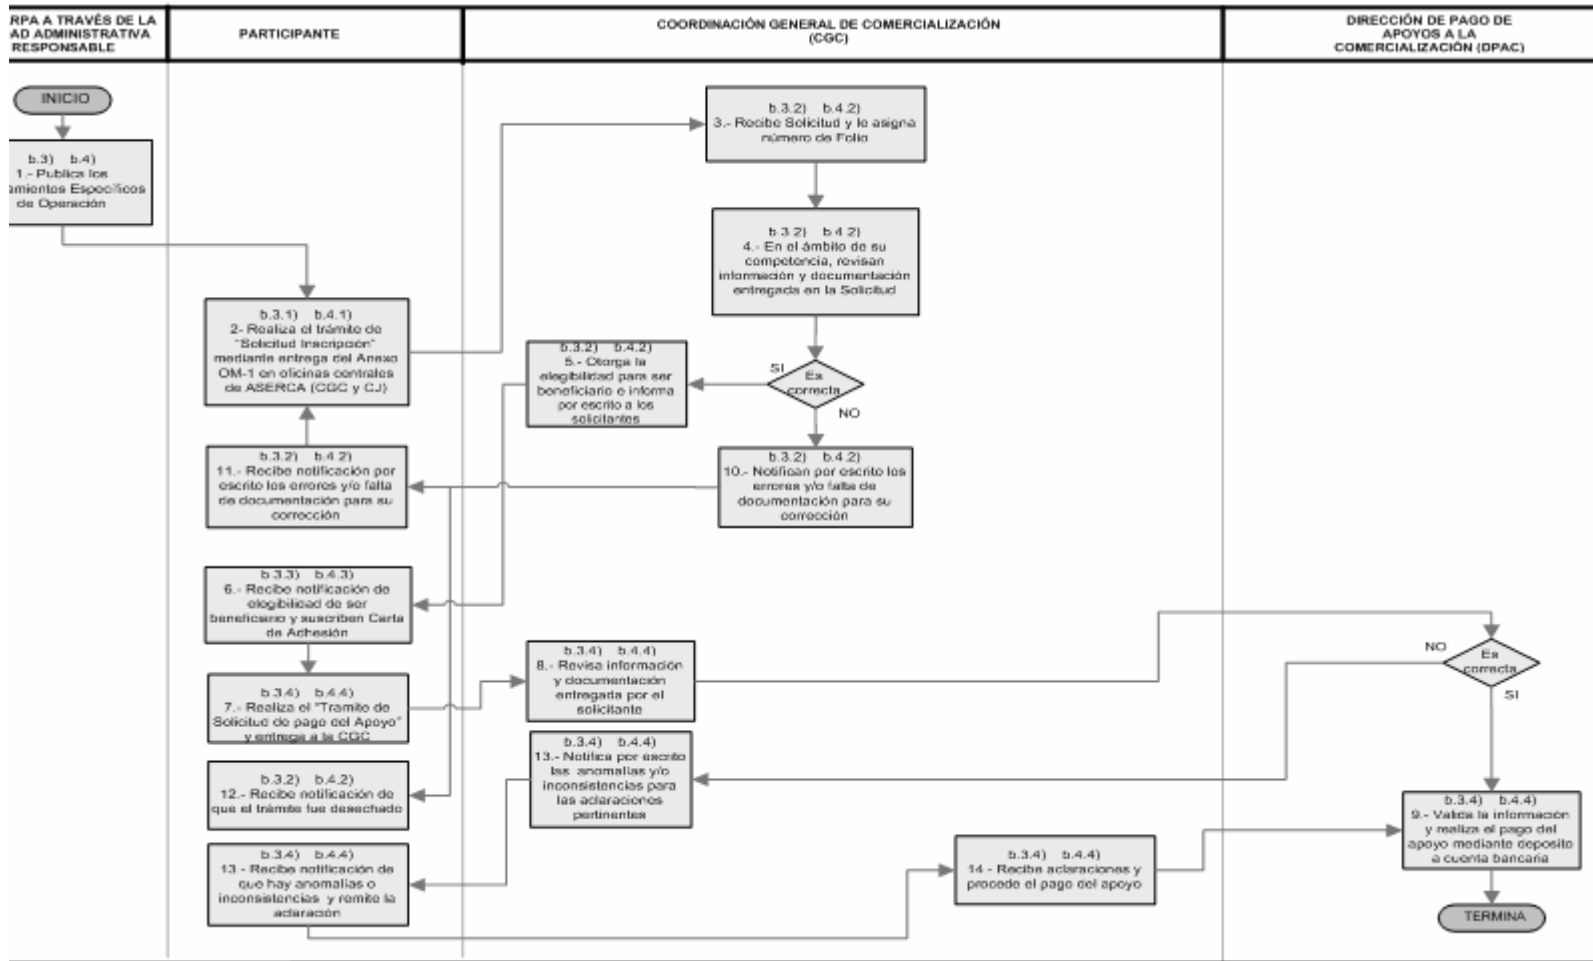 RPA A TRAVÉS DE LA
AD ADMINISTRATIVA
RESPONSABLE
PARTICIPANTE
COORDINACIÓN GENERAL DE COMERCIALIZACIÓN
(CGC)
DIRECCIÓN DE PAGO DE
APOYOS A LA
COMERCIALIZACIÓN (DPAC)
INICIO
b.3) b.4)
1.- Publica los
amientos Específicos
de Operación
b.3.2) b.4.2)
3.- Recibe Solicitud y le asigna
número de Folio
b.3.2) b.4.2)
4.- En el ámbito de su
competencia, revisan
información y documentación
entregada en la Solicitud
b.3.1) b.4.1)
2- Realiza el trámite de
"Solicitud Inscripción"
mediante entrega del Anexo
OM-1 en oficinas centrales
de ASERCA (CGC y CJ)
b.3.2) b.4.2)
5.- Otorga la
elegibilidad para ser
beneficiario e informa
por escrito a los
solicitantes
SI
Es
correcta
NO
b.3.2) b.4.2)
11.- Recibe notificación por
escrito los errores y/o falta
de documentación para su
corrección
b.3.2) b.4.2)
10.- Notifican por escrito los
errores y/o falta de
documentación para su
corrección
b.3.3) b.4.3)
6.- Recibe notificación de
elegibilidad de ser
beneficiario y suscriben Carta
de Adhesión
b.3.4) b.4.4)
7.- Realiza el "Tramite de
Solicitud de pago del Apoyo"
y entrega a la CGC
b.3.4) b.4.4)
8.- Revisa información
y documentación
entregada por el
solicitante
NO
Es
correcta
SI
b.3.2) b.4.2)
12.- Recibe notificación de
que el trámite fue desechado
b.3.4) b.4.4)
13.- Notifica por escrito
las anomalías y/o
inconsistencias para
las aclaraciones
pertinentes
b.3.4) b.4.4)
13 - Recibe notificación de
que hay anomalías o
inconsistencias y remite la
aclaración
b.3.4) b.4.4)
14 - Recibe aclaraciones y
procede el pago del apoyo
b.3.4) b.4.4)
9.- Valida la información
y realiza el pago del
apoyo mediante deposito
a cuenta bancaria
TERMINA